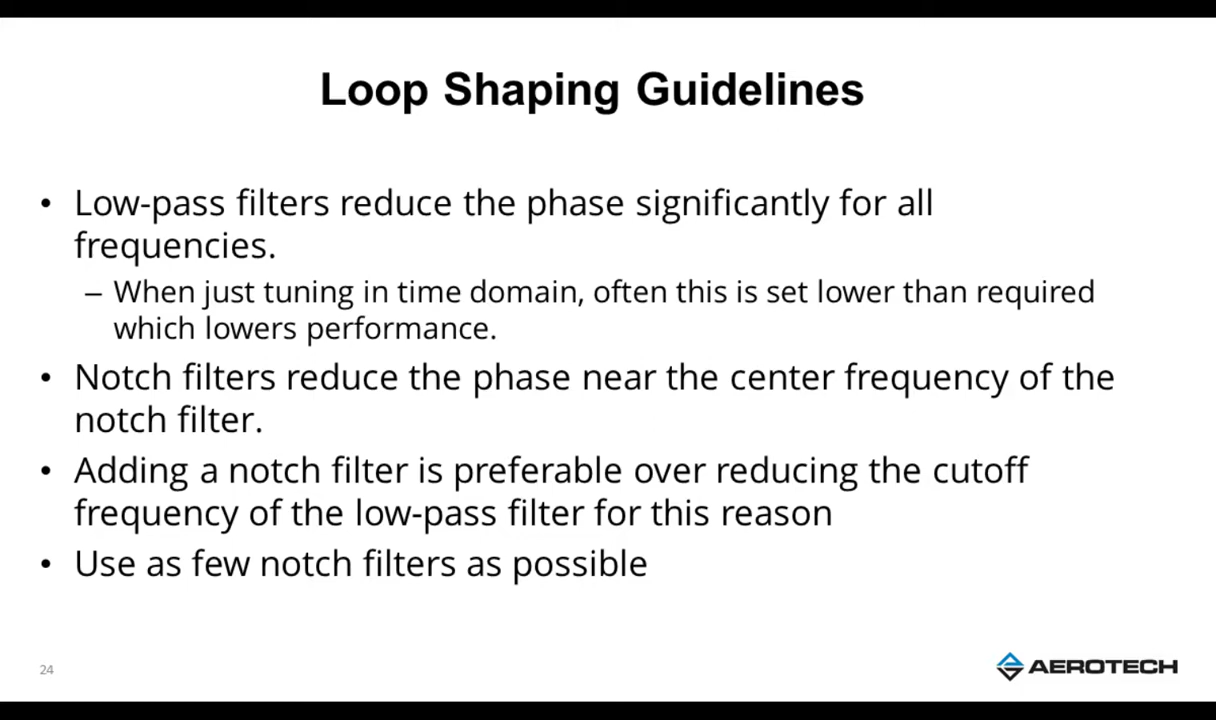 Loop Shaping Guidelines
• Low-pass filters reduce the phase significantly for all
frequencies.
– When just tuning in time domain, often this is set lower than required
which lowers performance.
• Notch filters reduce the phase near the center frequency of the
notch filter.
• Adding a notch filter is preferable over reducing the cutoff
frequency of the low-pass filter for this reason
• Use as few notch filters as possible
24
AEROTECH